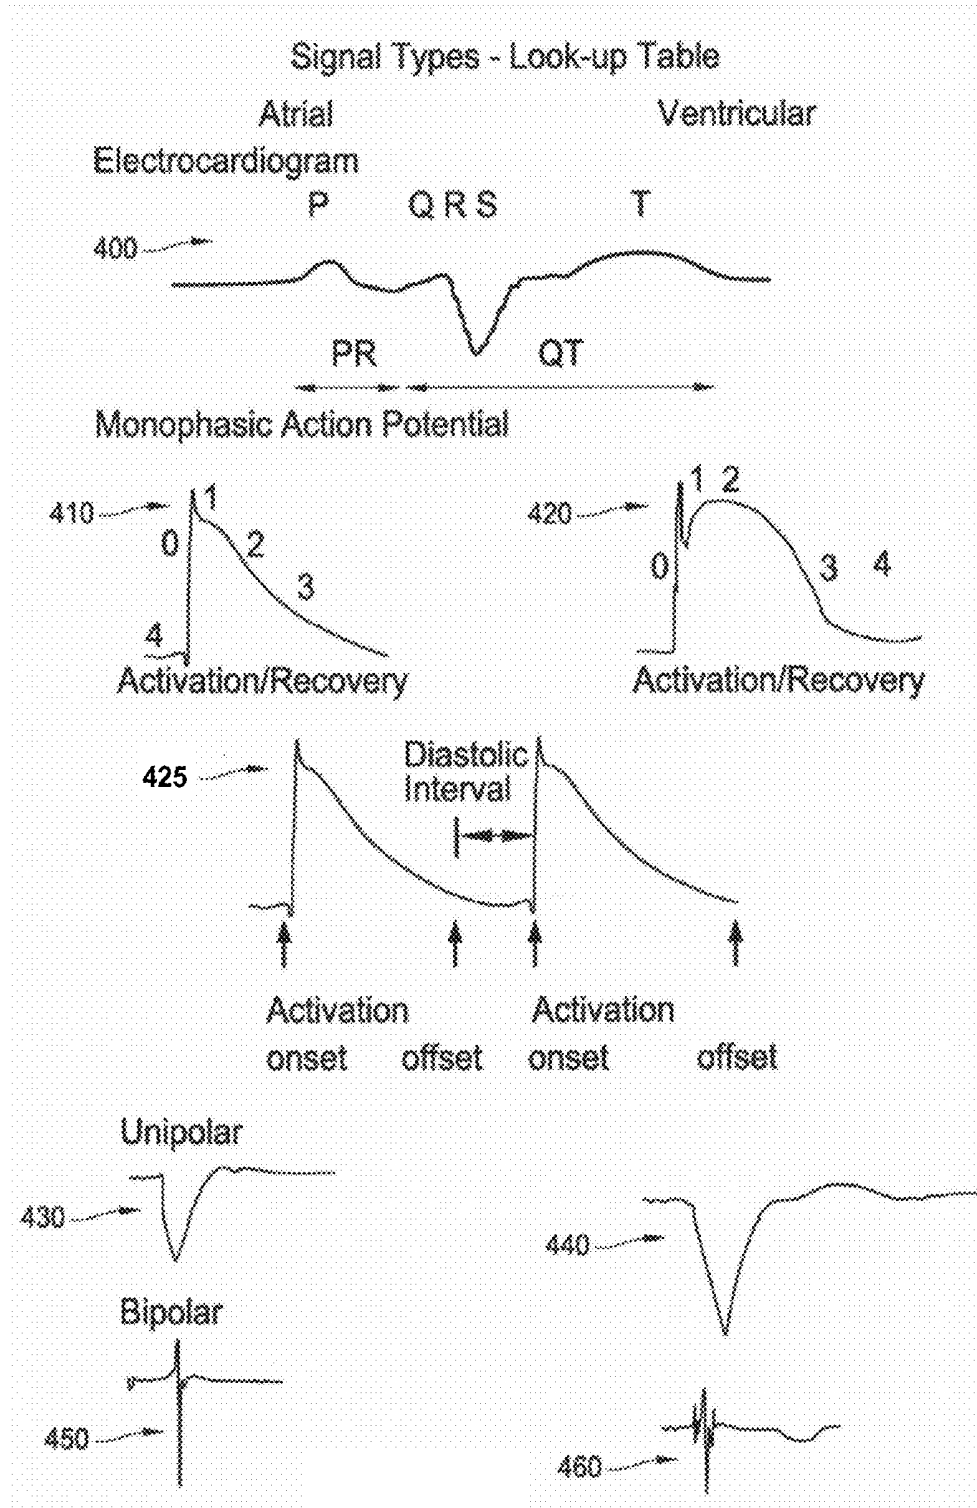 Signal Types - Look-up Table
Atrial Ventricular
Electrocardiogram
P Q R S T
400
PR QT
Monophasic Action Potential
410 0 1 2 3 4
420 0 1 2 3 4
Activation/Recovery Activation/Recovery
425 Diastolic
Interval
Activation Activation
onset offset onset offset
Unipolar
430 440
Bipolar
450 460